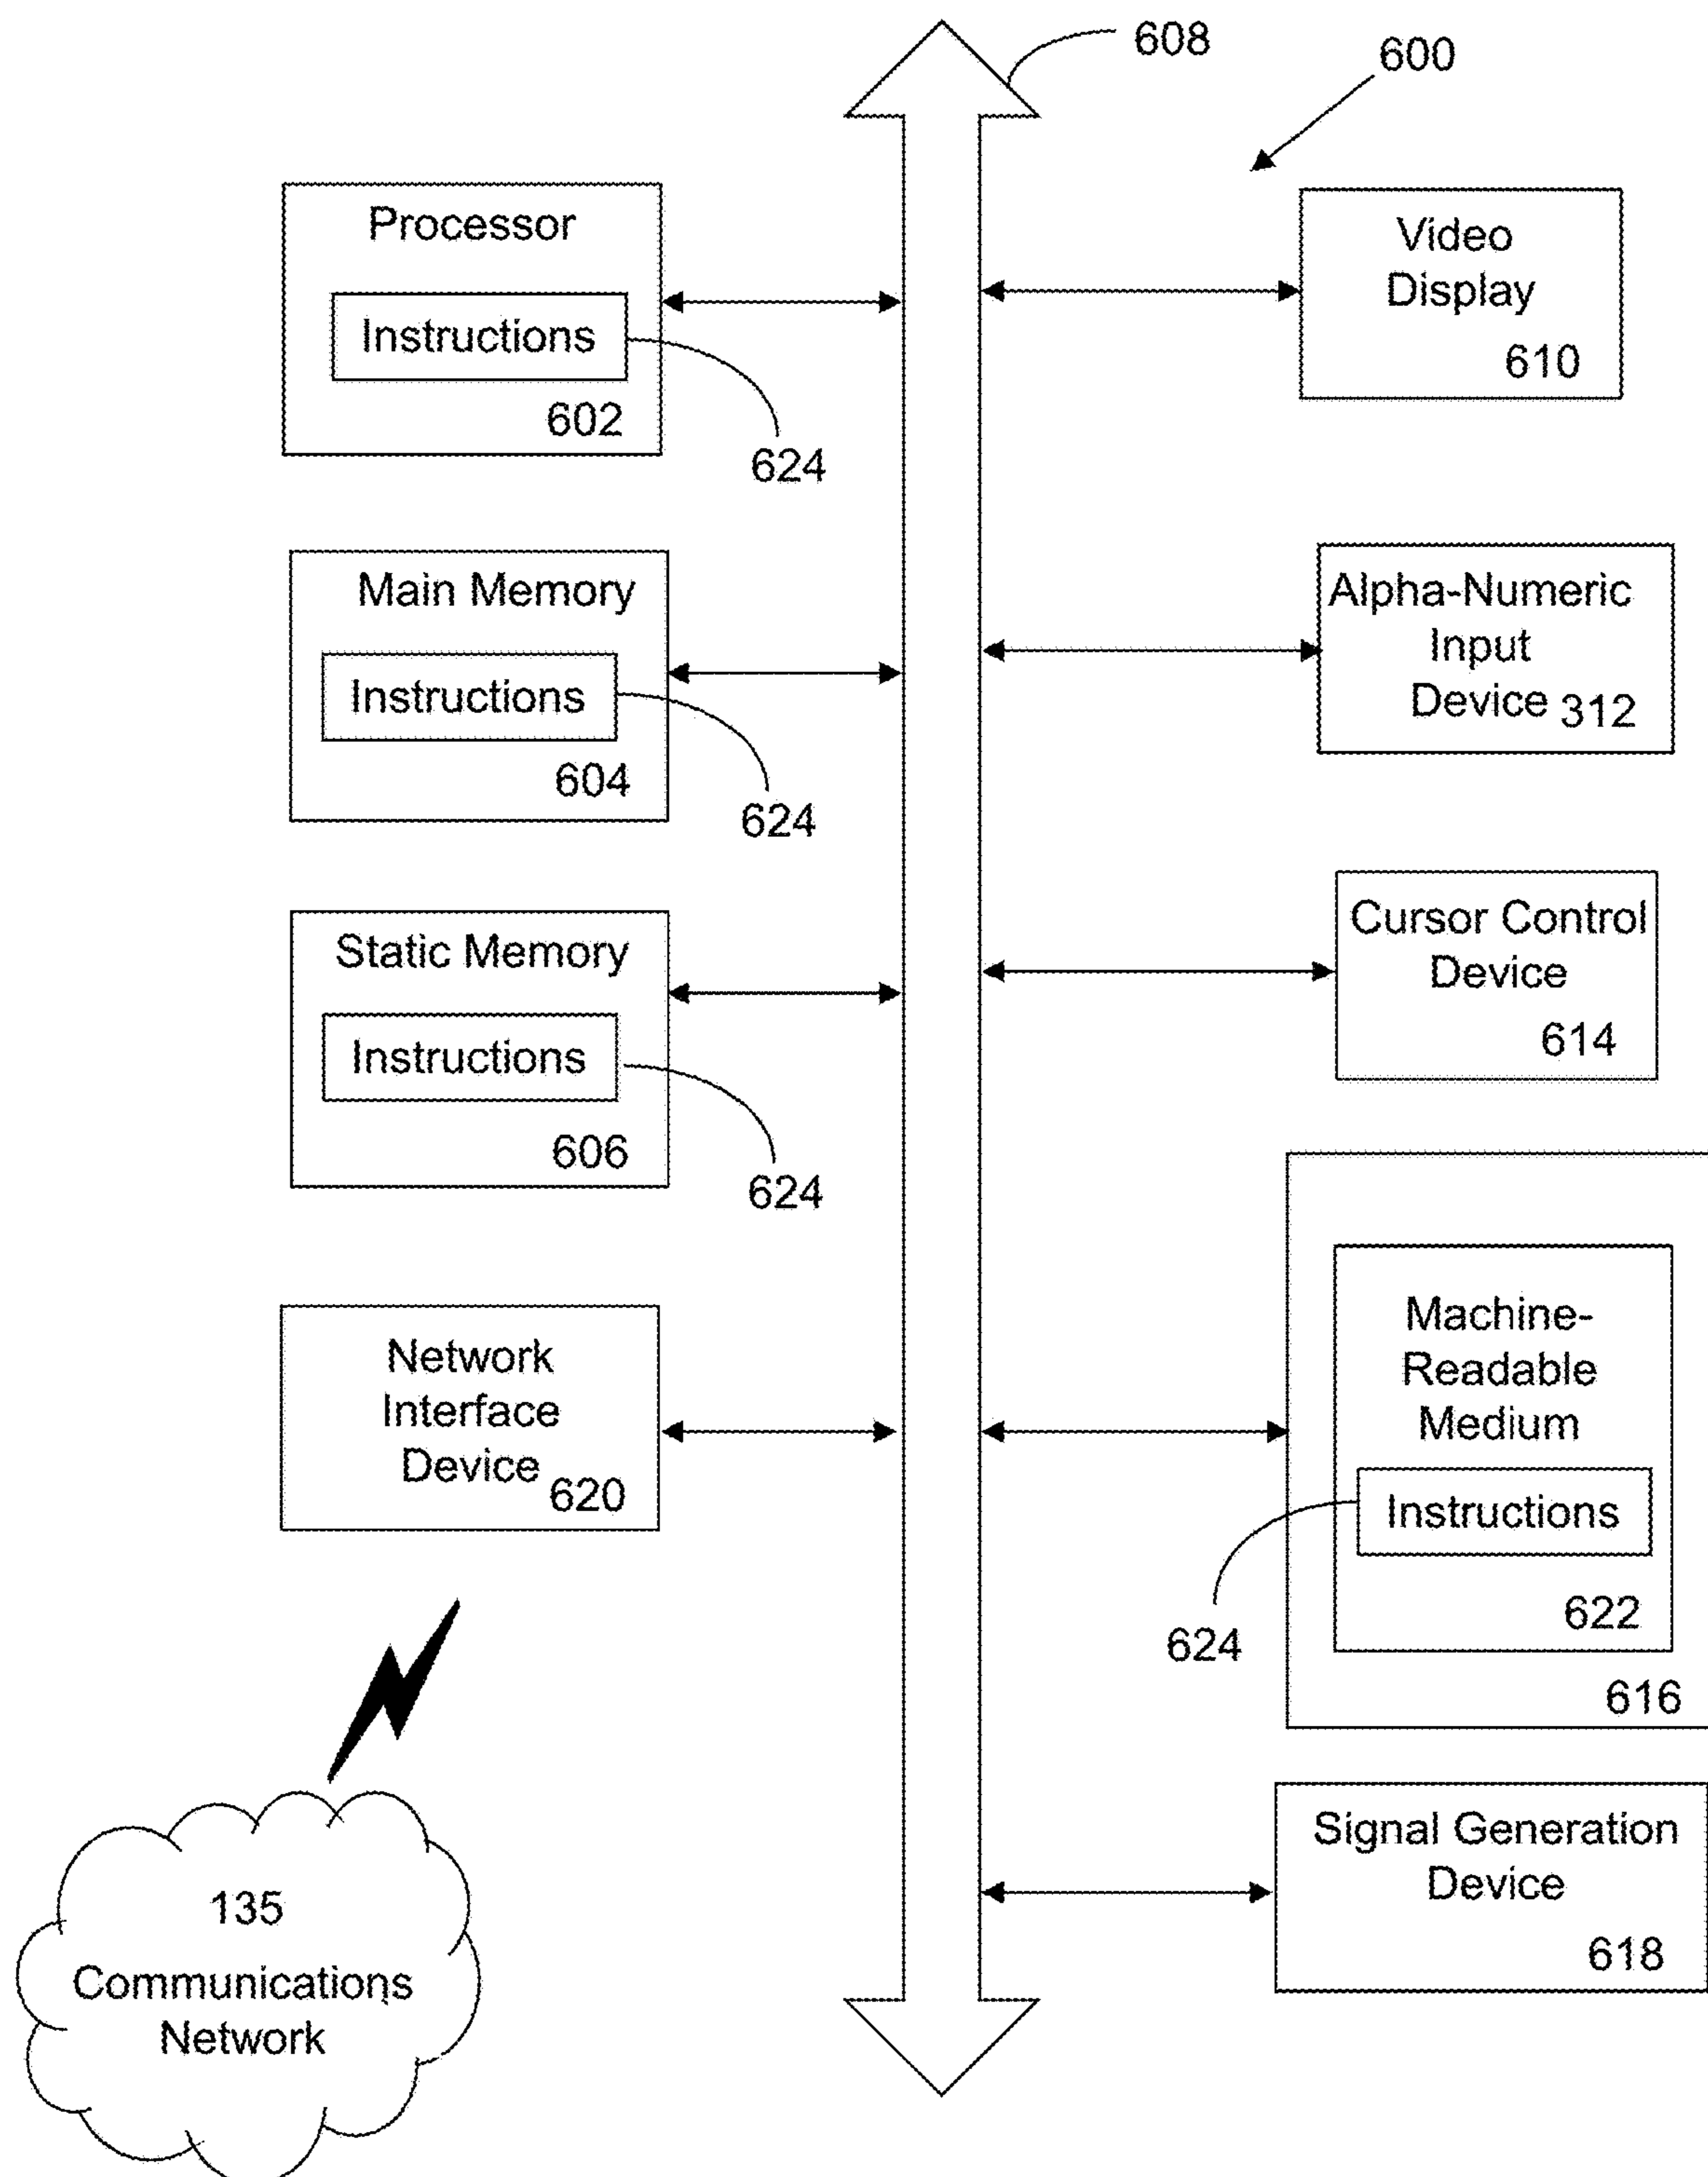 608
600
Processor
Instructions
602
624
Video
Display
610
Main Memory
Instructions
604
624
Alpha-Numeric
Input
Device 312
Static Memory
Instructions
606
624
Cursor Control
Device
614
Network
Interface
Device 620
Machine-
Readable
Medium
Instructions
622
624
616
Signal Generation
Device
618
135
Communications
Network